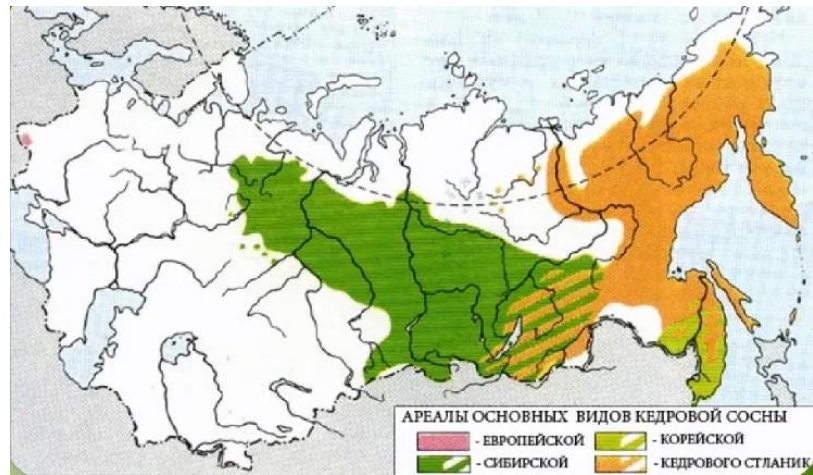 АРЕАЛЫ ОСНОВНЫХ ВИДОВ КЕДРОВОЙ СОСНЫ
- ЕВРОПЕЙСКОЙ
- КОРЕЙСКОЙ
- СИБИРСКОЙ
- КЕДРОВОГО СТЛАНИК